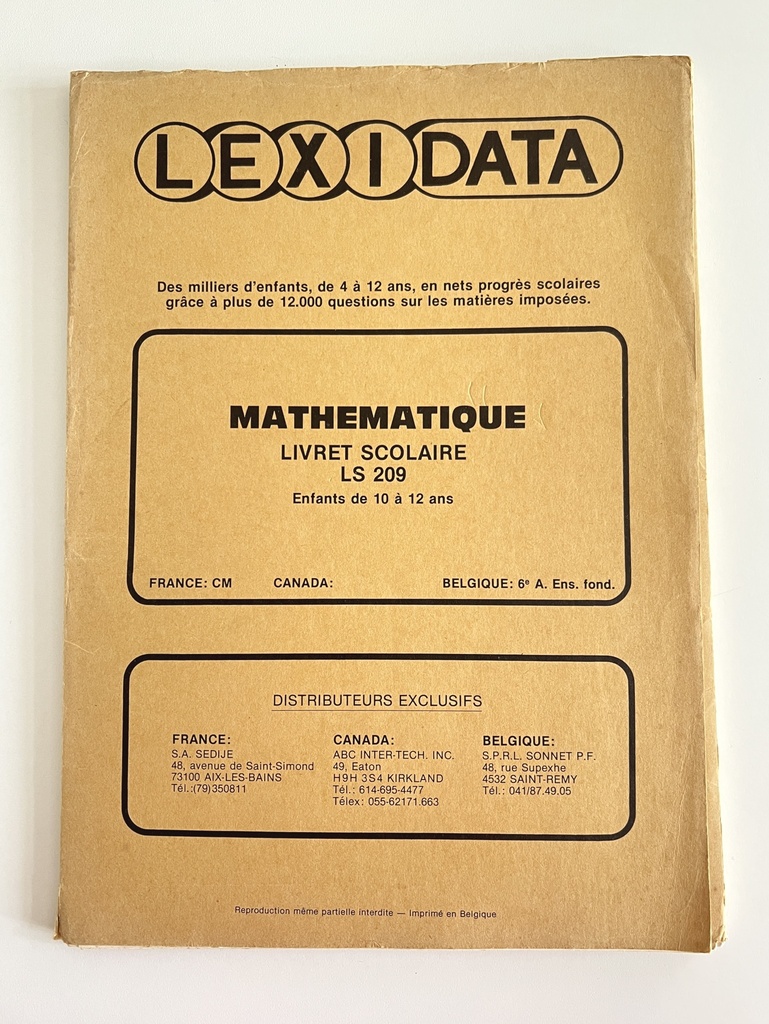 LEXIDATA
Des milliers d'enfants, de 4 à 12 ans, en nets progrès scolaires
grâce à plus de 12.000 questions sur les matières imposées.
MATHEMATIQUE
LIVRET SCOLAIRE
LS 209
Enfants de 10 à 12 ans
FRANCE: CM CANADA: BELGIQUE: 6e A. Ens. fond.
DISTRIBUTEURS EXCLUSIFS
FRANCE:
S.A. SEDIJE
48, avenue de Saint-Simond
73100 AIX-LES-BAINS
Tél.:(79)350811
CANADA:
ABC INTER-TECH. INC.
49, Eaton
H9H 3S4 KIRKLAND
Tél.: 614-695-4477
Télex: 055-62171.663
BELGIQUE:
S.P.R.L. SONNET P.F.
48, rue Supexhe
4532 SAINT-REMY
Tél.: 041/87.49.05
Reproduction même partielle interdite — Imprimé en Belgique